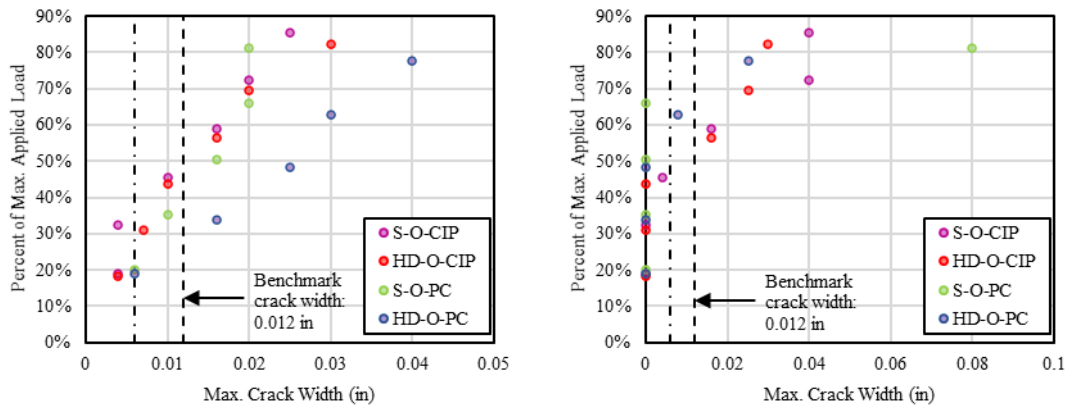 90%
80%
70%
60%
50%
40%
30%
20%
10%
0%
Percent of Max. Applied Load
S-O-CIP
HD-O-CIP
S-O-PC
HD-O-PC
Benchmark
crack width:
0.012 in
0
0.01
0.02
0.03
0.04
0.05
Max. Crack Width (in)
90%
80%
70%
60%
50%
40%
30%
20%
10%
0%
Percent of Max. Applied Load
S-O-CIP
HD-O-CIP
S-O-PC
HD-O-PC
Benchmark
crack width:
0.012 in
0
0.02
0.04
0.06
0.08
0.1
Max. Crack Width (in)